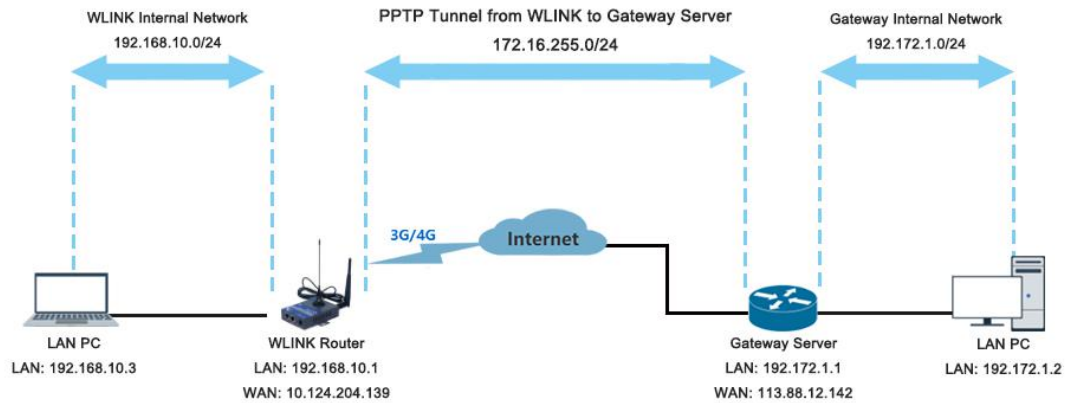 WLINK Internal Network
192.168.10.0/24
PPTP Tunnel from WLINK to Gateway Server
172.16.255.0/24
Gateway Internal Network
192.172.1.0/24
3G/4G
Internet
LAN PC
LAN: 192.168.10.3
WLINK Router
LAN: 192.168.10.1
WAN: 10.124.204.139
Gateway Server
LAN: 192.172.1.1
WAN: 113.88.12.142
LAN PC
LAN: 192.172.1.2